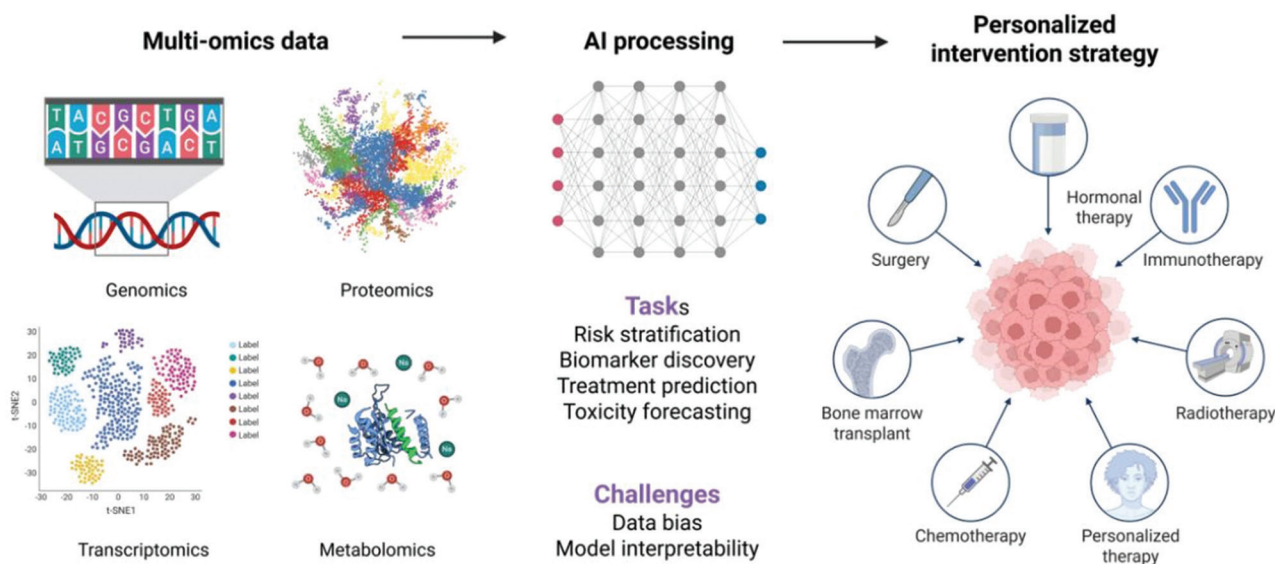 Multi-omics data
AI processing
Personalized
intervention strategy
T A C G C T G A
A T G C G A C T
Genomics
Proteomics
t-SNE2
30
20
10
0
-10
-20
-30
-30 -20 -10 0 10 20 30
t-SNE1
Label
Label
Label
Label
Label
Label
Label
Label
Transcriptomics
Na
Na
Na
O
O
O
O
O
O
O
O
O
O
H
H
Metabolomics
Tasks
Risk stratification
Biomarker discovery
Treatment prediction
Toxicity forecasting
Challenges
Data bias
Model interpretability
Hormonal
therapy
Surgery
Immunotherapy
Bone marrow
transplant
Radiotherapy
Chemotherapy
Personalized
therapy